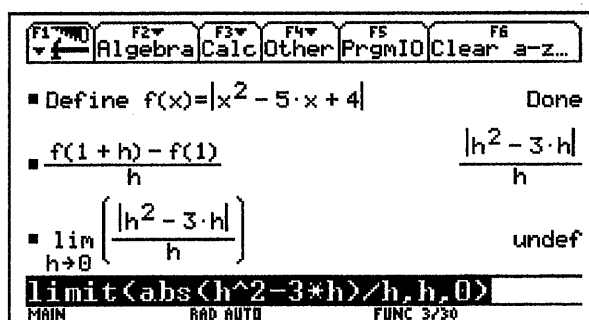 F1 F2 F3 F4 F5 F6
Algebra Calc Other PrgmIO Clear a-z…
▪ Define f(x)=|x² − 5·x + 4| Done
▪ f(1 + h) − f(1) / h |h² − 3·h| / h
▪ lim h→0 (|h² − 3·h| / h) undef
limit(abs(h^2-3*h)/h,h,0)
MAIN RAD AUTO FUNC 3/30